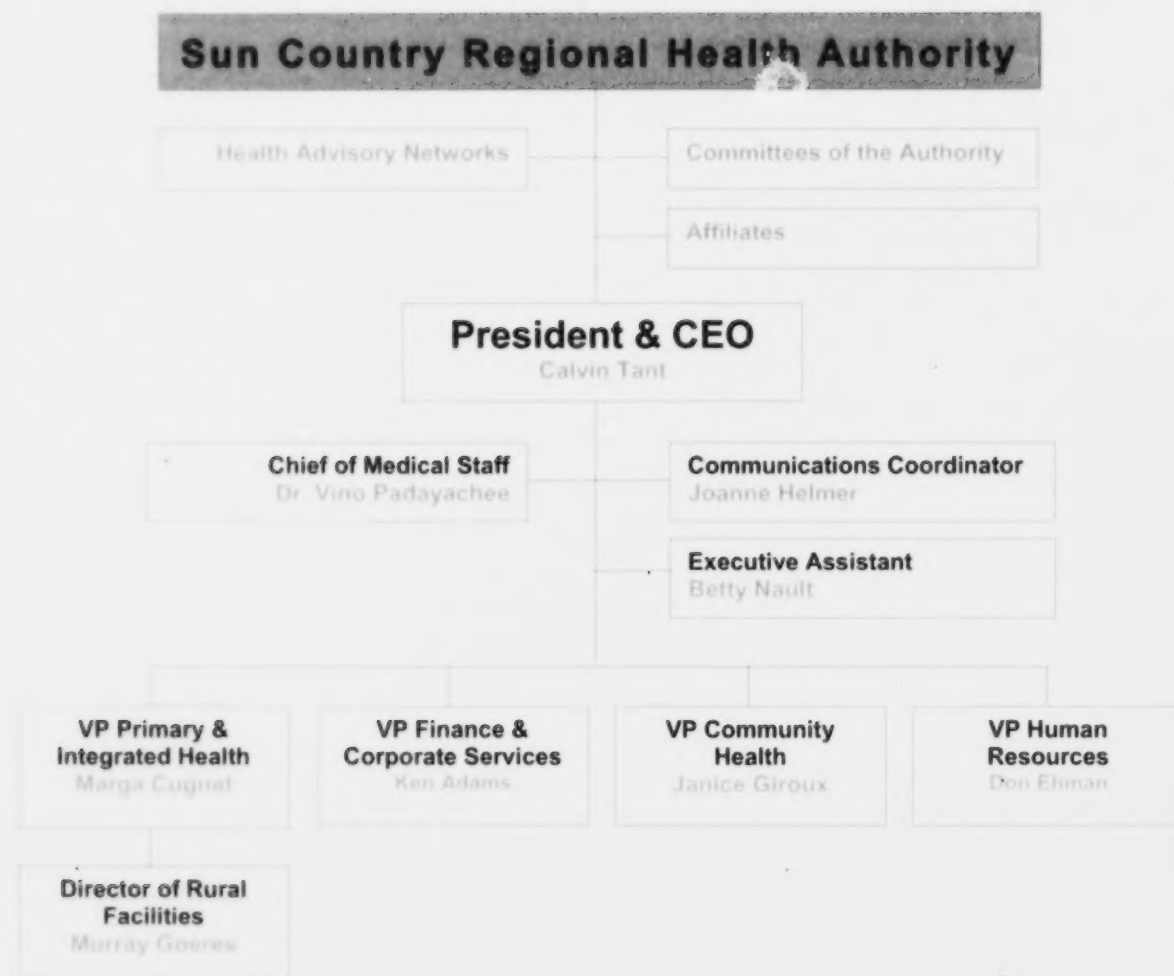 Sun Country Regional Health Authority
Health Advisory Networks
Committees of the Authority
Affiliates
President & CEO
Calvin Tant
Chief of Medical Staff
Dr. Vino Padayachee
Communications Coordinator
Joanne Helmer
Executive Assistant
Betty Nault
VP Primary &
Integrated Health
Marga Cugnet
VP Finance &
Corporate Services
Ken Adams
VP Community
Health
Janice Giroux
VP Human
Resources
Don Ehman
Director of Rural
Facilities
Murray Goeres